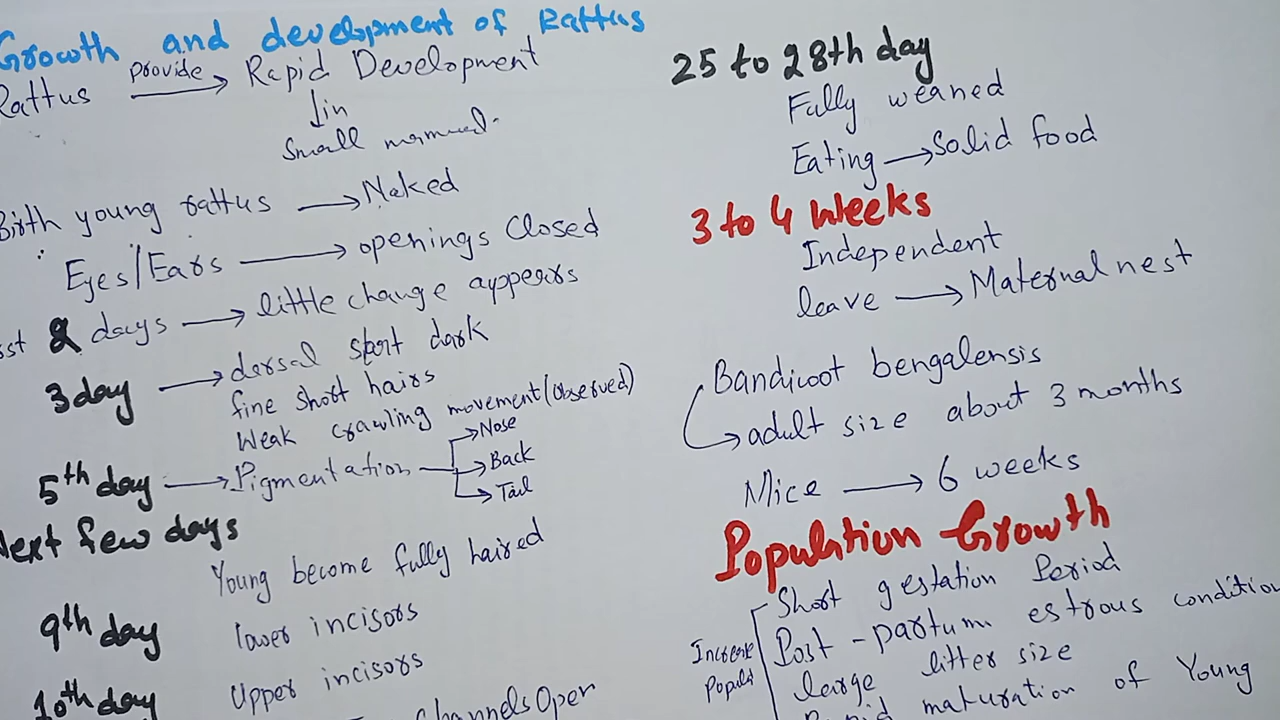 Growth and development of Rattus
Rattus provide → Rapid Development
↓in
Small mammal
Birth young rattus → Naked
Eyes/Ears → openings Closed
2 days → little change appears
3 day → dorsal start dark
fine short hairs
Weak crawling movement (observed)
5th day → Pigmentation → Nose
→ Back
→ Tail
Next few days
Young become fully haired
9th day lower incisors
10th day Upper incisors
Channels Open
25 to 28th day
Fully weaned
Eating → Solid food
3 to 4 Weeks
Independent
leave → Maternal nest
Bandicoot bengalensis
→ adult size about 3 months
Mice → 6 weeks
Population Growth
Increase
Popula
Short gestation Period
Post-partum estrous condition
large litter size
maturation of Young